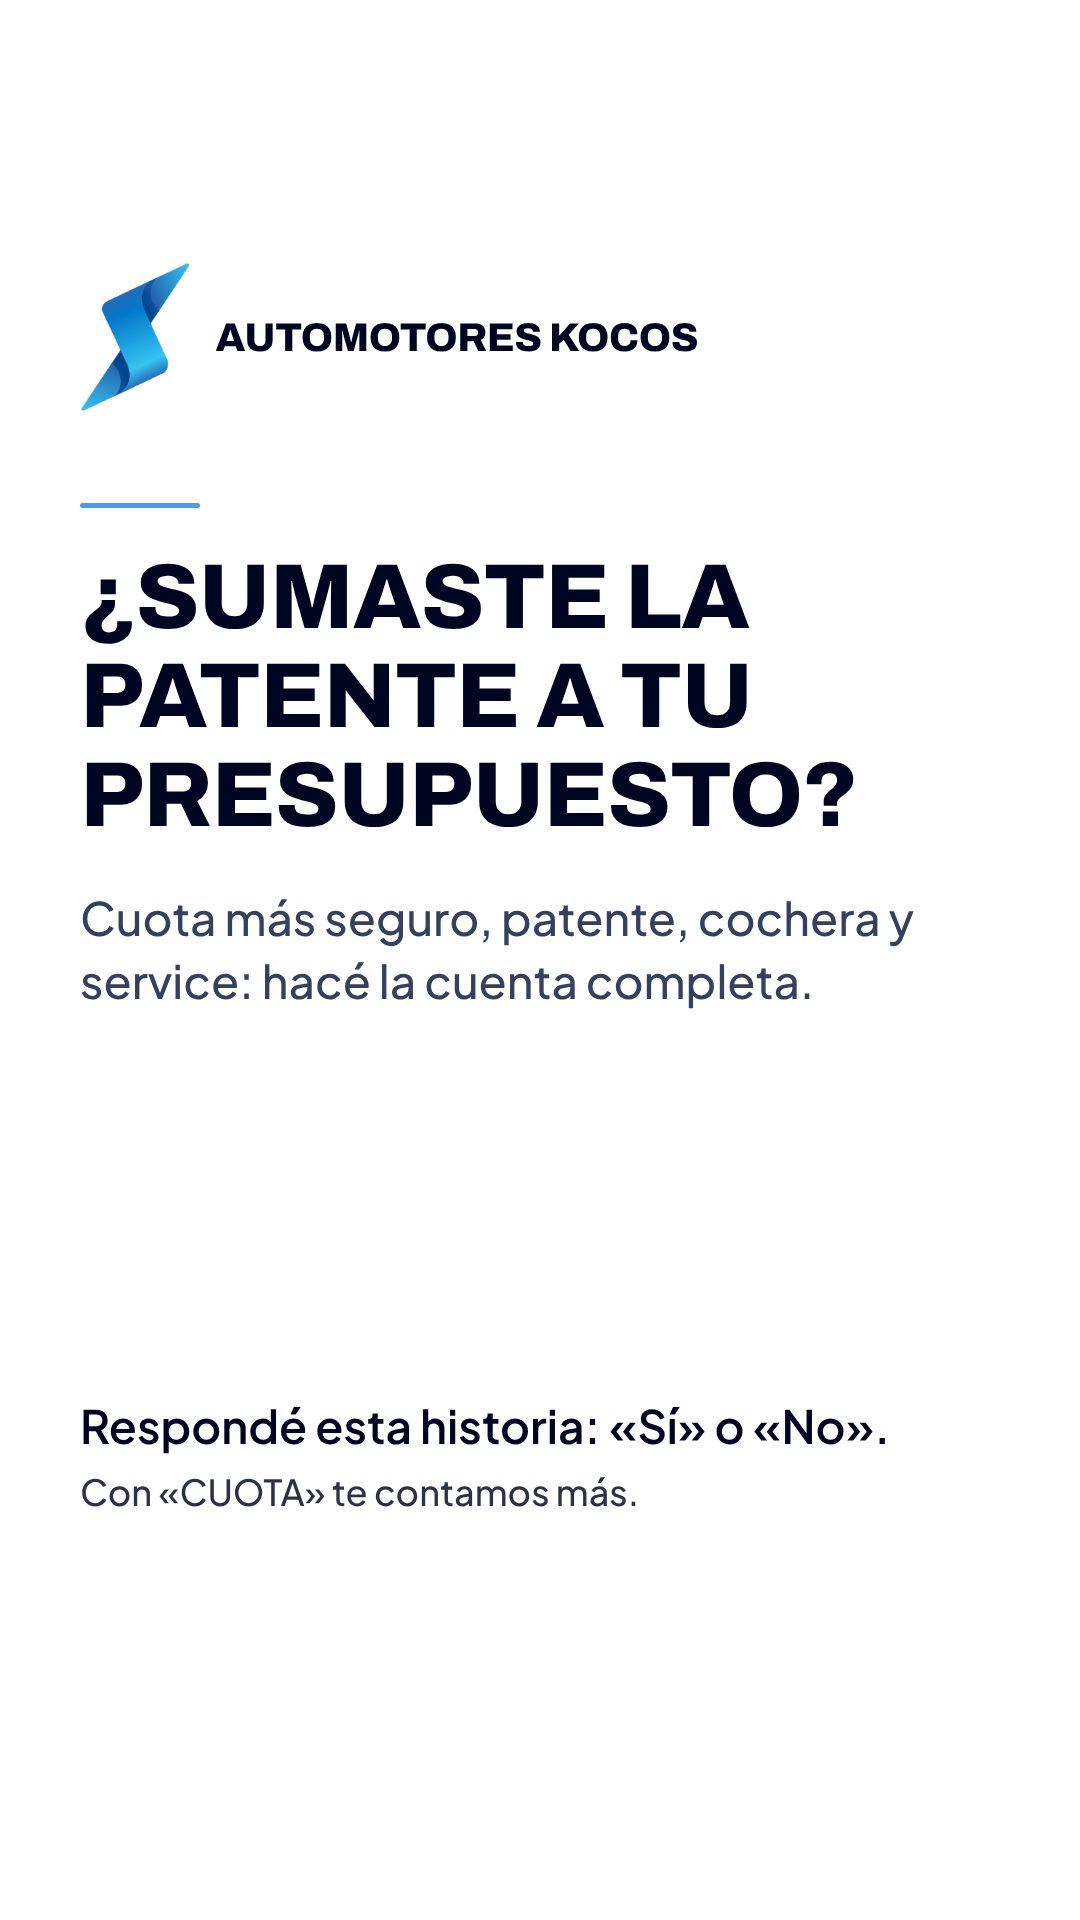 AUTOMOTORES KOCOS
¿SUMASTE LA
PATENTE A TU
PRESUPUESTO?
Cuota más seguro, patente, cochera y
service: hacé la cuenta completa.
Respondé esta historia: «Sí» o «No».
Con «CUOTA» te contamos más.